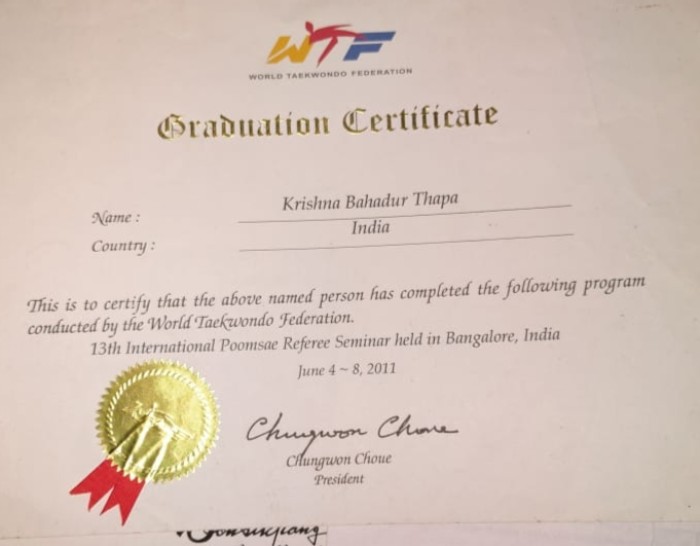 WTF
WORLD TAEKWONDO FEDERATION
Graduation Certificate
Name : Krishna Bahadur Thapa
Country : India
This is to certify that the above named person has completed the following program
conducted by the World Taekwondo Federation.
13th International Poomsae Referee Seminar held in Bangalore, India
June 4 ~ 8, 2011
Chungwon Choue
Chungwon Choue
President